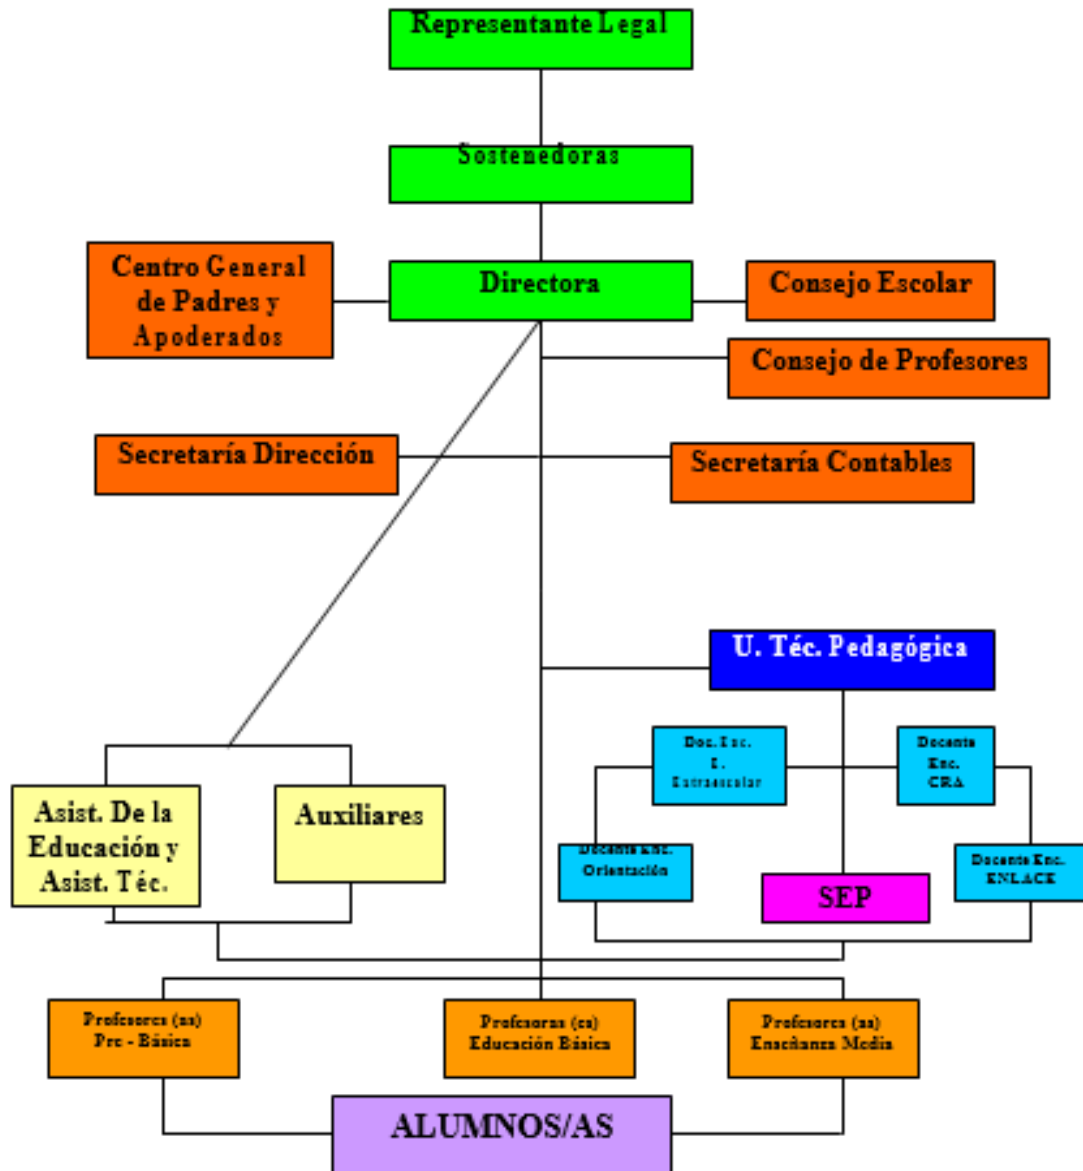 Representante Legal
Sostenedoras
Centro General
de Padres y
Apoderados
Directora
Consejo Escolar
Consejo de Profesores
Secretaría Dirección
Secretaría Contables
U. Téc. Pedagógica
Doc. Enc.
E.
Extraescolar
Docente
Enc.
CRA
Asist. De la
Educación y
Asist. Téc.
Auxiliares
Docente Enc.
Orientación
SEP
Docente Enc.
ENLACE
Profesores (as)
Pre - Básica
Profesoras (es)
Educación Básica
Profesores (as)
Enseñanza Media
ALUMNOS/AS